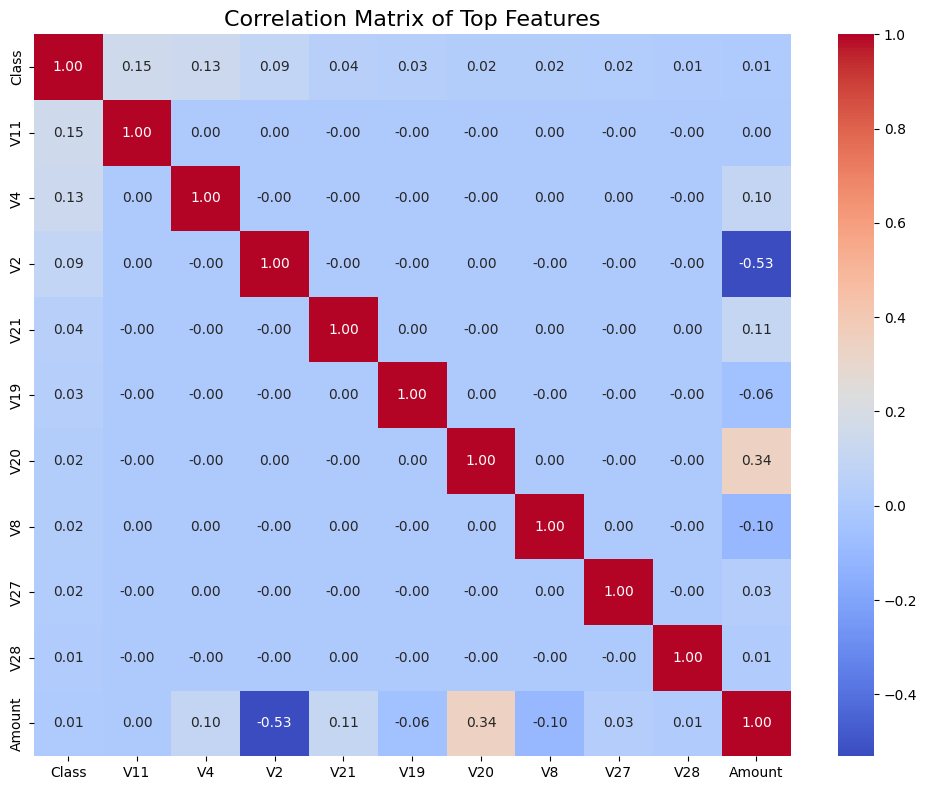 Correlation Matrix of Top Features
Class 1.00 0.15 0.13 0.09 0.04 0.03 0.02 0.02 0.02 0.01 0.01
V11 0.15 1.00 0.00 0.00 -0.00 -0.00 -0.00 0.00 -0.00 -0.00 0.00
V4 0.13 0.00 1.00 -0.00 -0.00 -0.00 -0.00 0.00 0.00 -0.00 0.10
V2 0.09 0.00 -0.00 1.00 -0.00 -0.00 0.00 -0.00 -0.00 -0.00 -0.53
V21 0.04 -0.00 -0.00 -0.00 1.00 0.00 -0.00 0.00 -0.00 0.00 0.11
V19 0.03 -0.00 -0.00 -0.00 0.00 1.00 0.00 -0.00 -0.00 -0.00 -0.06
V20 0.02 -0.00 -0.00 0.00 -0.00 0.00 1.00 0.00 -0.00 -0.00 0.34
V8 0.02 0.00 0.00 -0.00 0.00 -0.00 0.00 1.00 0.00 -0.00 -0.10
V27 0.02 -0.00 0.00 -0.00 -0.00 -0.00 -0.00 0.00 1.00 -0.00 0.03
V28 0.01 -0.00 -0.00 -0.00 0.00 -0.00 -0.00 -0.00 -0.00 1.00 0.01
Amount 0.01 0.00 0.10 -0.53 0.11 -0.06 0.34 -0.10 0.03 0.01 1.00
Class V11 V4 V2 V21 V19 V20 V8 V27 V28 Amount
1.0
0.8
0.6
0.4
0.2
0.0
−0.2
−0.4